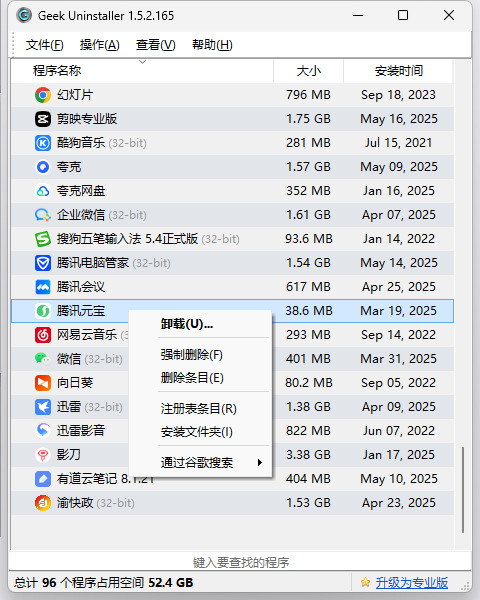 Geek Uninstaller 1.5.2.165
文件(F) 操作(A) 查看(V) 帮助(H)
程序名称 大小 安装时间
幻灯片 796 MB Sep 18, 2023
剪映专业版 1.75 GB May 16, 2025
酷狗音乐 (32-bit) 281 MB Jul 15, 2021
夸克 1.57 GB May 09, 2025
夸克网盘 352 MB Jan 16, 2025
企业微信 (32-bit) 1.61 GB Apr 07, 2025
搜狗五笔输入法 5.4正式版 (32-bit) 93.6 MB Jan 14, 2022
腾讯电脑管家 (32-bit) 1.54 GB May 14, 2025
腾讯会议 617 MB Apr 25, 2025
腾讯元宝 38.6 MB Mar 19, 2025
网易云音乐 (3 293 MB Sep 14, 2022
微信 (32-bit) 401 MB Mar 31, 2025
向日葵 80.2 MB Sep 05, 2022
迅雷 (32-bit) 1.38 GB Apr 09, 2025
迅雷影音 822 MB Jun 07, 2022
影刀 3.38 GB Jan 17, 2025
有道云笔记 8.1.21 404 MB May 10, 2025
渝快政 (32-bit) 1.53 GB Apr 23, 2025
卸载(U)...
强制删除(F)
删除条目(E)
注册表条目(R)
安装文件夹(I)
通过谷歌搜索
键入要查找的程序
总计 96 个程序占用空间 52.4 GB
升级为专业版